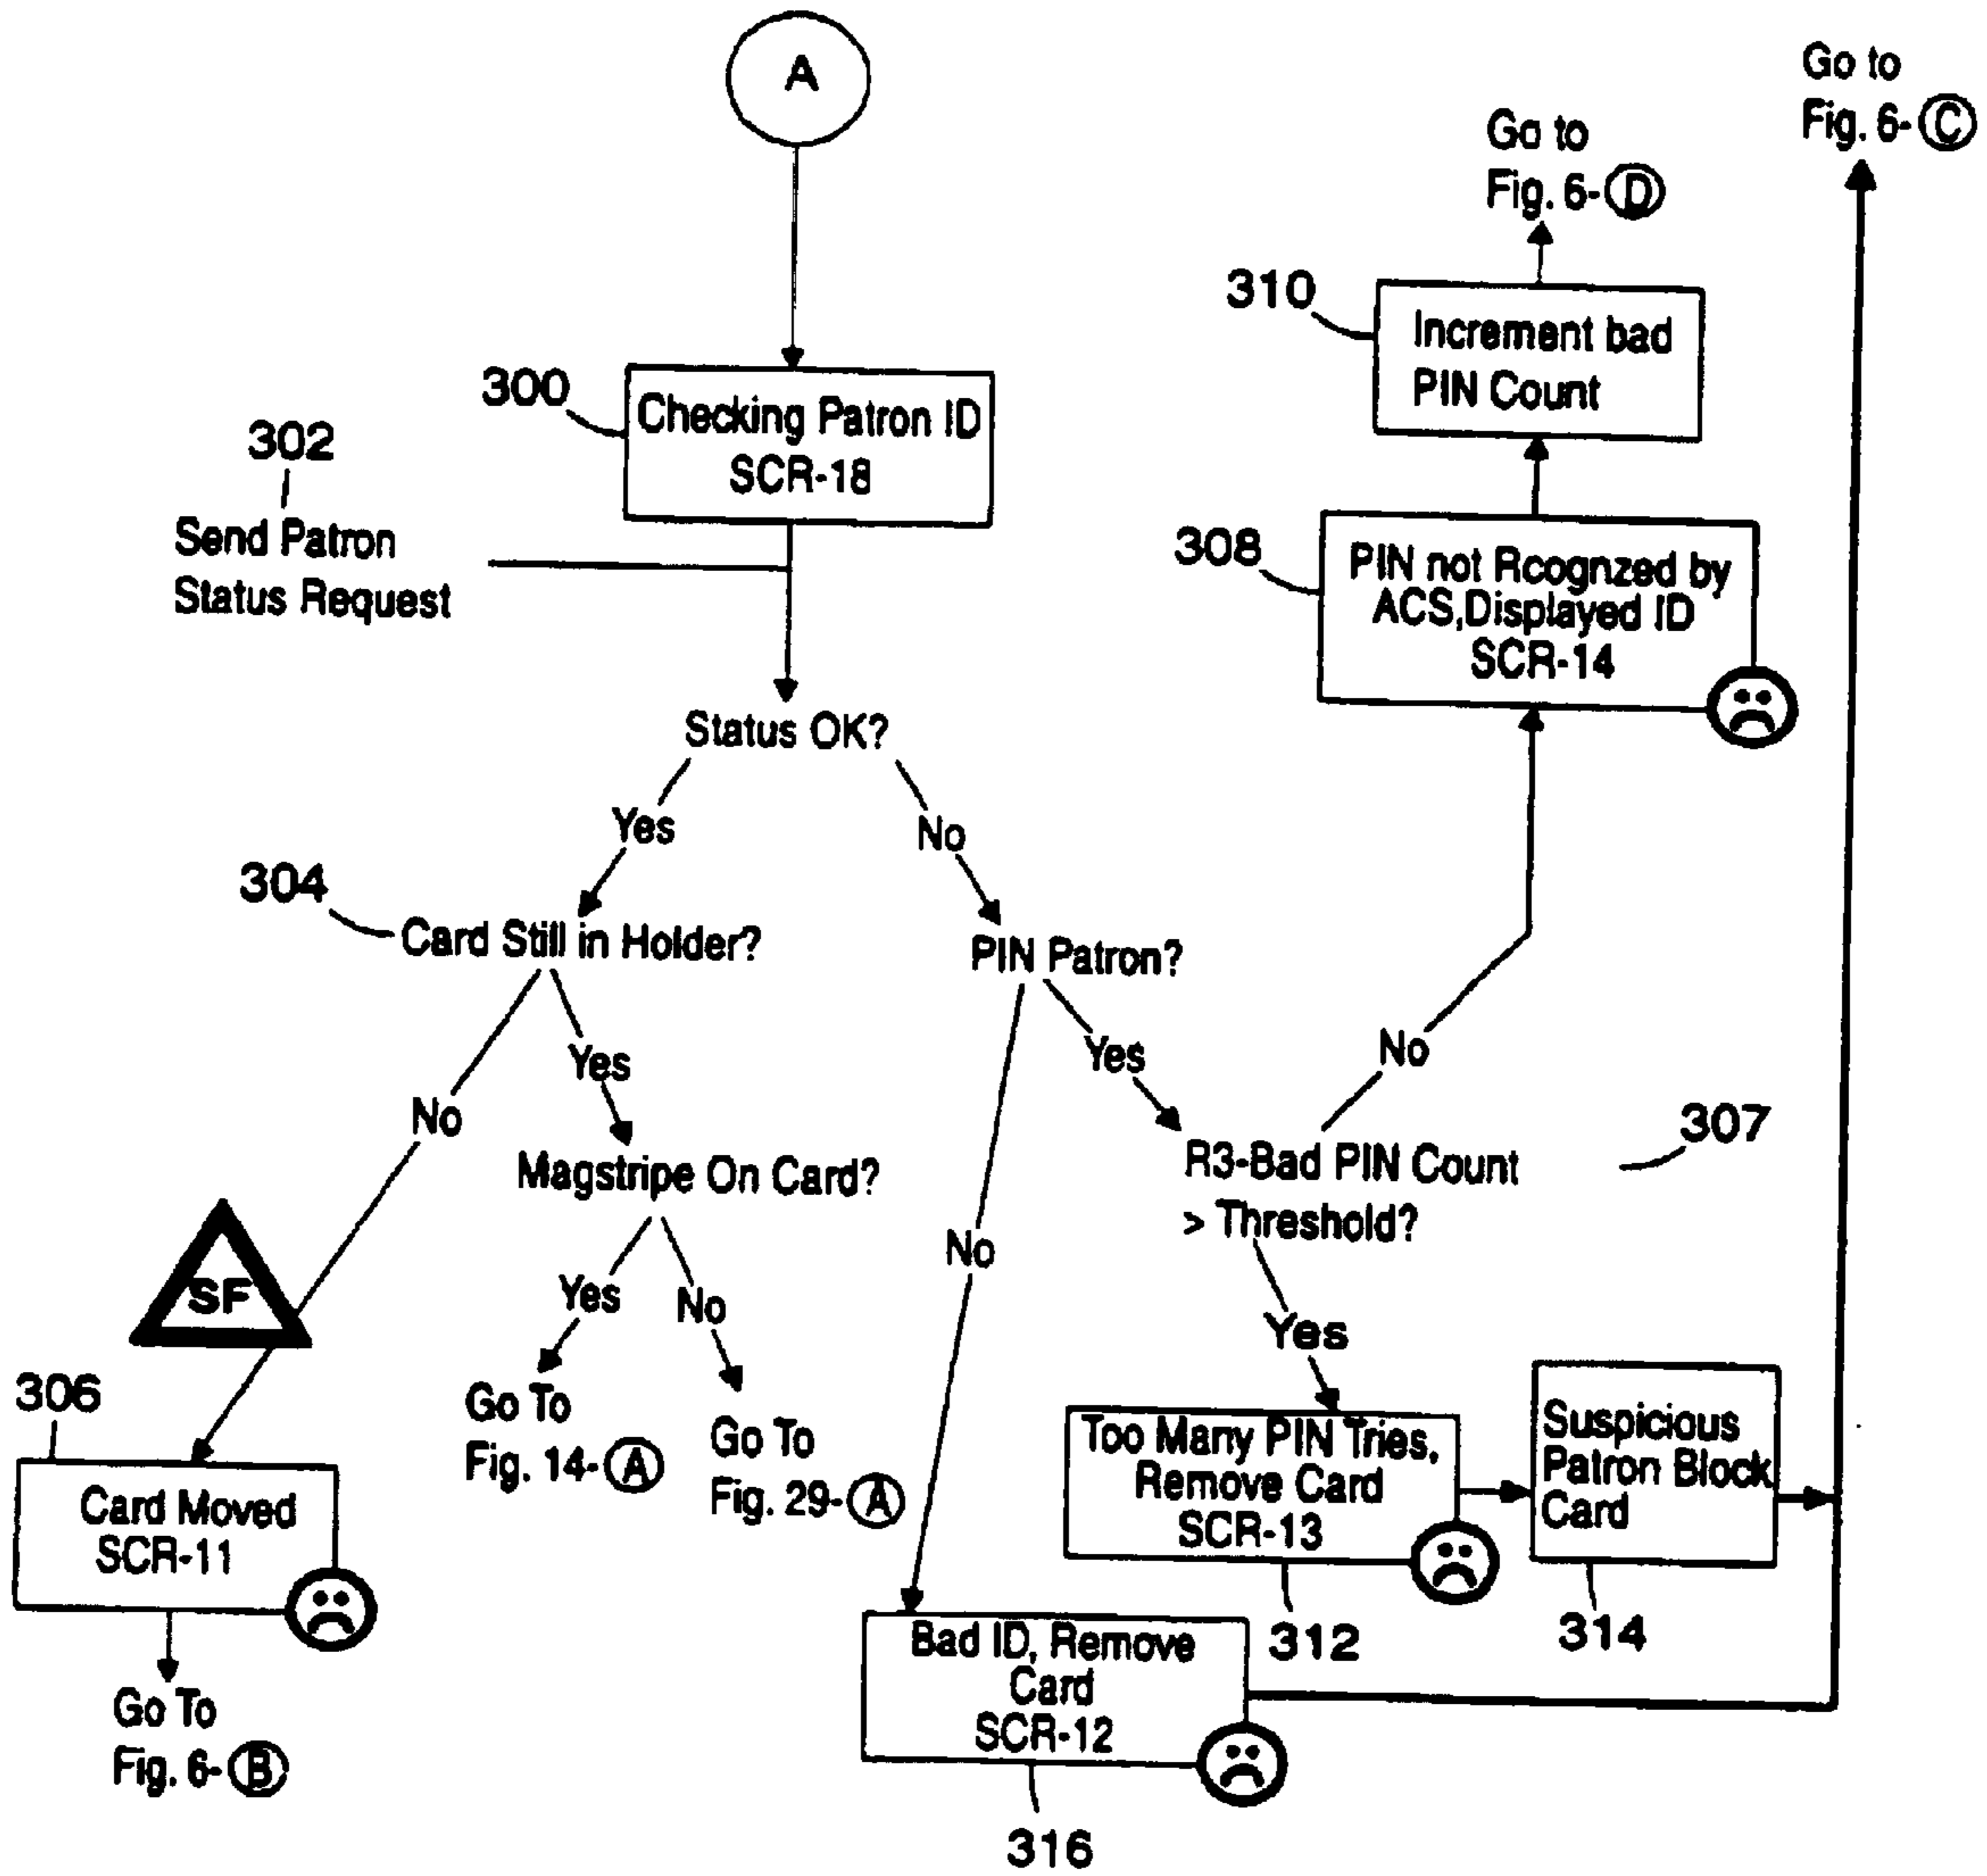 A
Go to
Fig. 6-C
Go to
Fig. 6-D
310
Increment bad
PIN Count
300
Checking Patron ID
SCR-18
302
Send Patron
Status Request
308
PIN not Rcognzed by
ACS,Displayed ID
SCR-14
Status OK?
Yes
No
304
Card Still in Holder?
PIN Patron?
No
Yes
Yes
No
307
Magstripe On Card?
R3-Bad PIN Count
> Threshold?
No
SF
Yes
No
Yes
306
Go To
Fig. 14-A
Go To
Fig. 29-A
Card Moved
SCR-11
Too Many PIN Tries,
Remove Card
SCR-13
Suspicious
Patron Block
Card
312
314
Bad ID, Remove
Card
SCR-12
Go To
Fig. 6-B
316